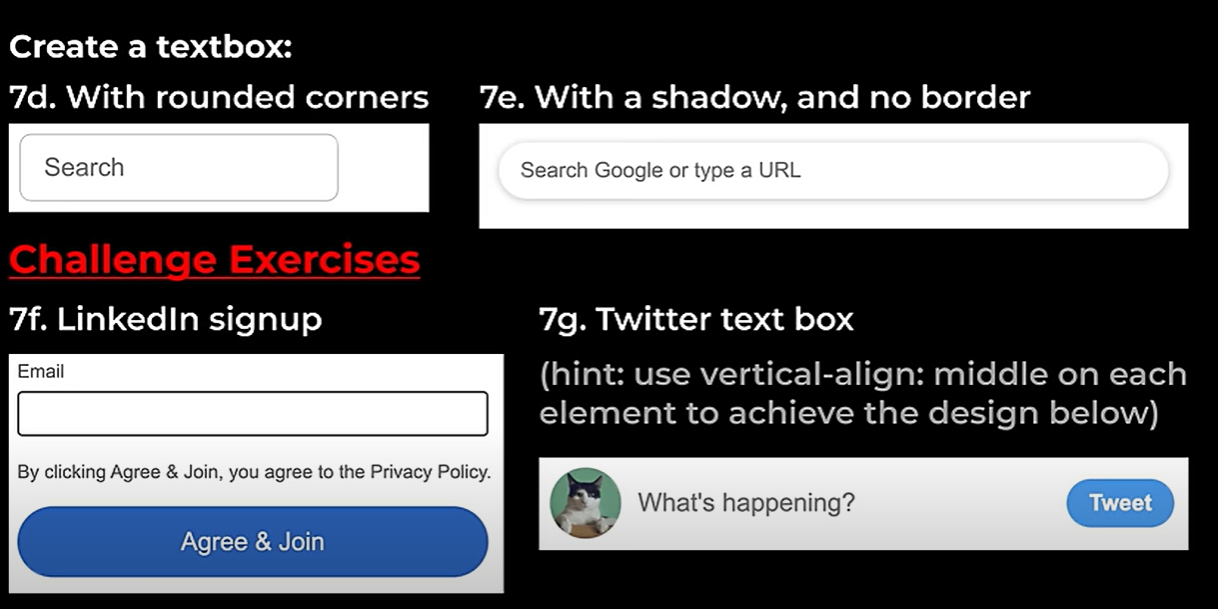 Create a textbox:
7d. With rounded corners
Search
7e. With a shadow, and no border
Search Google or type a URL
Challenge Exercises
7f. LinkedIn signup
Email
By clicking Agree & Join, you agree to the Privacy Policy.
Agree & Join
7g. Twitter text box
(hint: use vertical-align: middle on each
element to achieve the design below)
What's happening?
Tweet